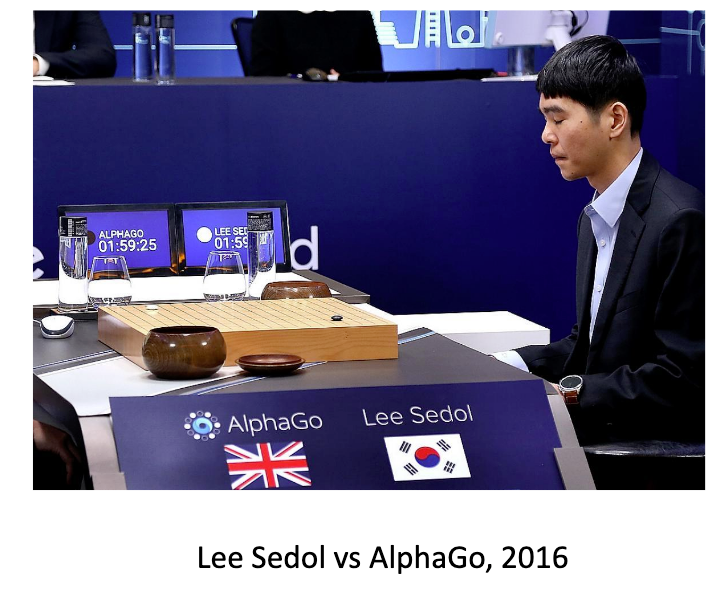 ALPHAGO
01:59:25
LEE SED
01:59
e
d
AlphaGo
Lee Sedol
Lee Sedol vs AlphaGo, 2016